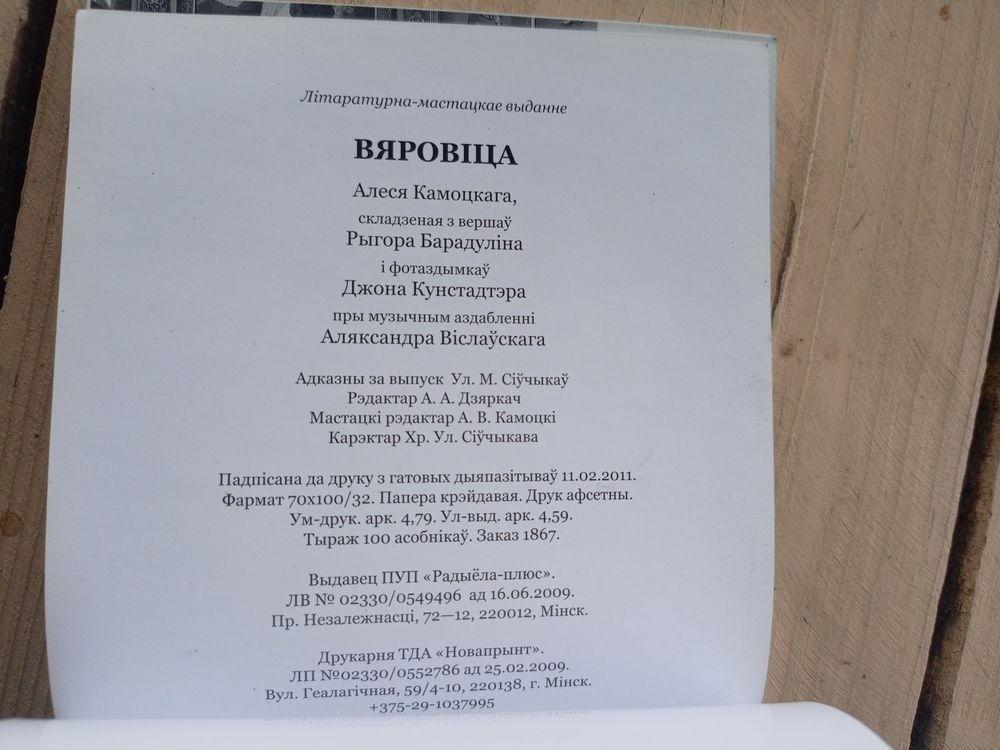 Літаратурна-мастацкае выданне
ВЯРОВІЦА
Алеся Камоцкага,
складзеная з вершаў
Рыгора Барадуліна
і фотаздымкаў
Джона Кунстадтэра
пры музычным аздабленні
Аляксандра Віслаўскага
Адказны за выпуск Ул. М. Сіўчыкаў
Рэдактар А. А. Дзяркач
Мастацкі рэдактар А. В. Камоцкі
Карэктар Хр. Ул. Сіўчыкава
Падпісана да друку з гатовых дыяпазітываў 11.02.2011.
Фармат 70х100/32. Папера крэйдавая. Друк афсетны.
Ум-друк. арк. 4,79. Ул-выд. арк. 4,59.
Тыраж 100 асобнікаў. Заказ 1867.
Выдавец ПУП «Радыёла-плюс».
ЛВ № 02330/0549496 ад 16.06.2009.
Пр. Незалежнасці, 72—12, 220012, Мінск.
Друкарня ТДА «Новапрынт».
ЛП №02330/0552786 ад 25.02.2009.
Вул. Геалагічная, 59/4-10, 220138, г. Мінск.
+375-29-1037995